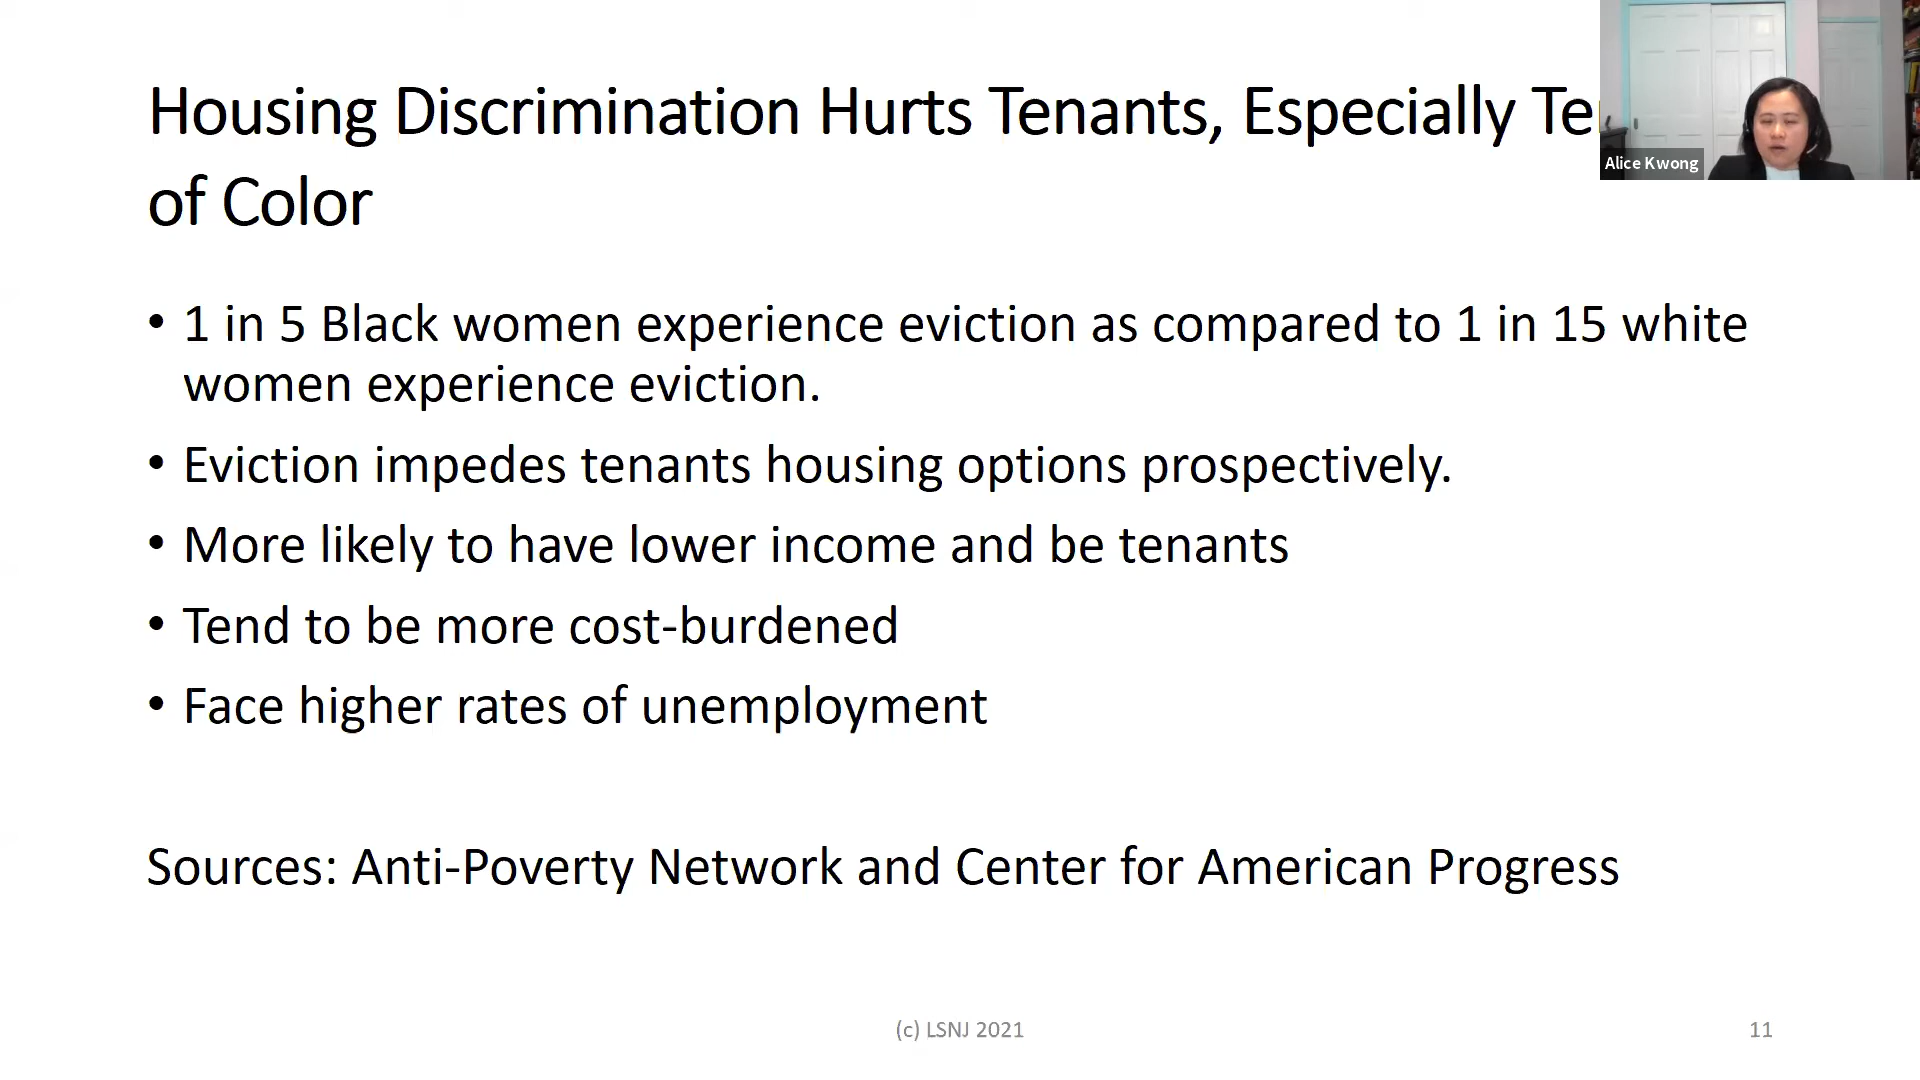 Housing Discrimination Hurts Tenants, Especially
of Color
Alice Kwong
• 1 in 5 Black women experience eviction as compared to 1 in 15 white
women experience eviction.
• Eviction impedes tenants housing options prospectively.
• More likely to have lower income and be tenants
• Tend to be more cost-burdened
• Face higher rates of unemployment
Sources: Anti-Poverty Network and Center for American Progress
(c) LSNJ 2021
11